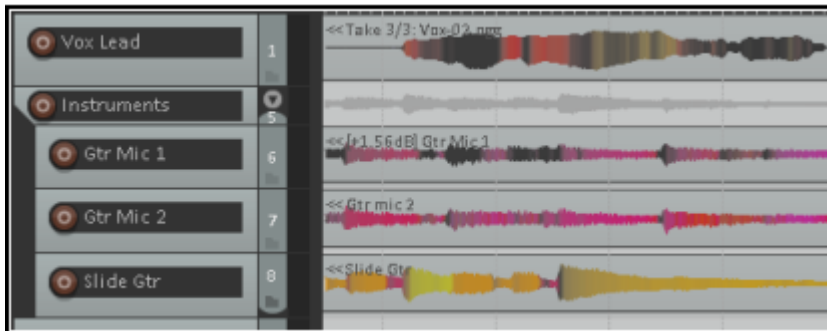 Vox Lead
1
<<Take 3/3: Vox-02.ogg
Instruments
5
Gtr Mic 1
6
<<[+1.56dB] Gtr Mic 1
Gtr Mic 2
7
<<Gtr mic 2
Slide Gtr
8
<<Slide Gtr